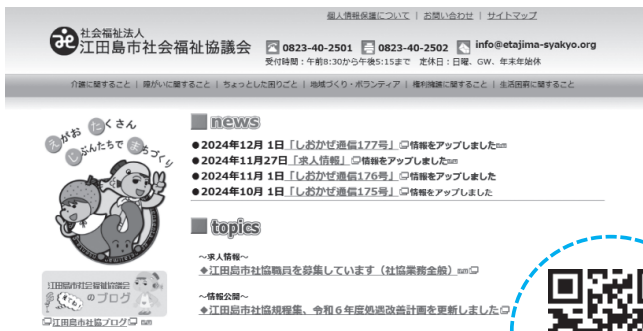 個人情報保護について | お問い合わせ | サイトマップ
社会福祉法人
江田島市社会福祉協議会 0823-40-2501 0823-40-2502 info@etajima-syakyo.org
受付時間：午前8:30から午後5:15まで 定休日：日曜、GW、年末年始休
介護に関すること | 障がいに関すること | ちょっとした困りごと | 地域づくり・ボランティア | 権利擁護に関すること | 生活困窮に関すること
えがお たくさん
じぶんたちで まちづくり
news
●2024年12月 1日「しおかぜ通信177号」情報をアップしました
●2024年11月27日「求人情報」情報をアップしました
●2024年11月 1日「しおかぜ通信176号」情報をアップしました
●2024年10月 1日「しおかぜ通信175号」情報をアップしました
topics
～求人情報～
◆江田島市社協職員を募集しています（社協業務全般）
～情報公開～
◆江田島市社協規程集、令和６年度処遇改善計画を更新しました
江田島市社会福祉協議会
のブログ
江田島市社協ブログ